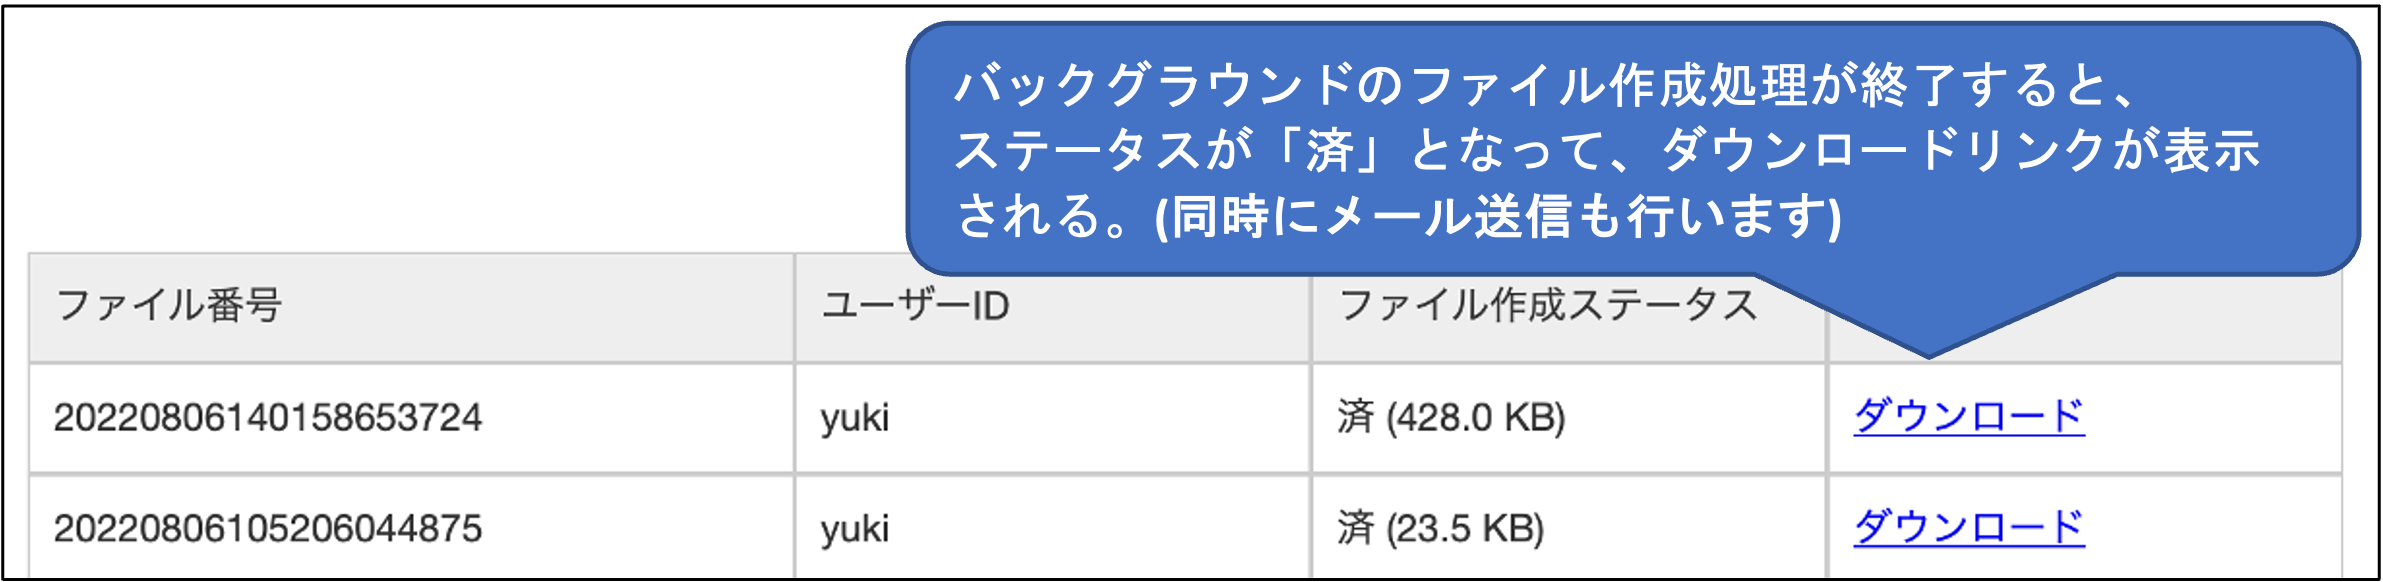 バックグラウンドのファイル作成処理が終了すると、
ステータスが「済」となって、ダウンロードリンクが表示
される。(同時にメール送信も行います)
ファイル番号 ユーザーID ファイル作成ステータス
20220806140158653724 yuki 済 (428.0 KB) ダウンロード
20220806105206044875 yuki 済 (23.5 KB) ダウンロード